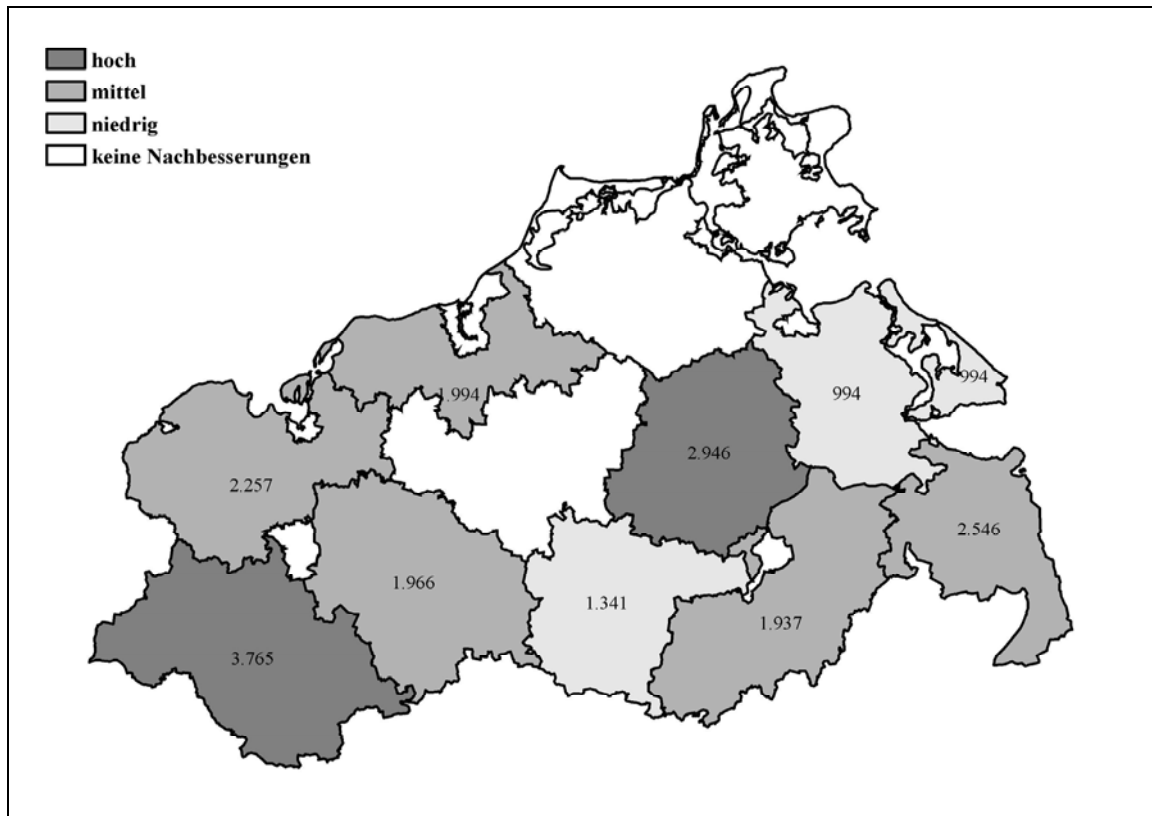 hoch
mittel
niedrig
keine Nachbesserungen
994
1.994
994
2.946
2.257
2.546
1.966
1.341
1.937
3.765